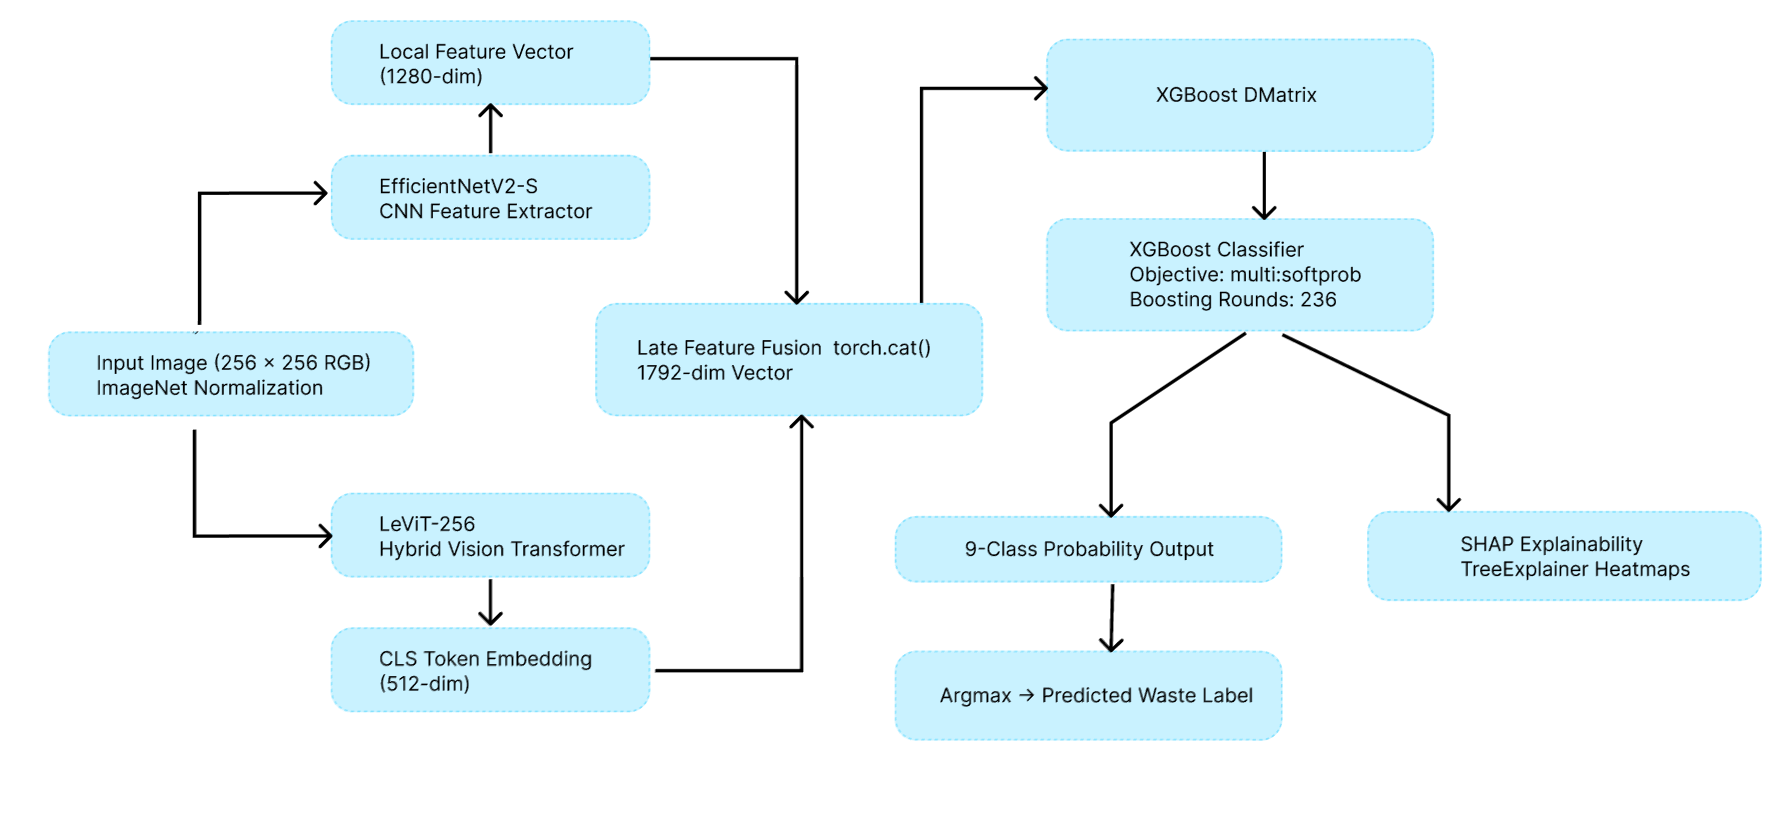 Local Feature Vector
(1280-dim)
EfficientNetV2-S
CNN Feature Extractor
Input Image (256 × 256 RGB)
ImageNet Normalization
LeViT-256
Hybrid Vision Transformer
CLS Token Embedding
(512-dim)
Late Feature Fusion  torch.cat()
1792-dim Vector
XGBoost DMatrix
XGBoost Classifier
Objective: multi:softprob
Boosting Rounds: 236
9-Class Probability Output
Argmax → Predicted Waste Label
SHAP Explainability
TreeExplainer Heatmaps